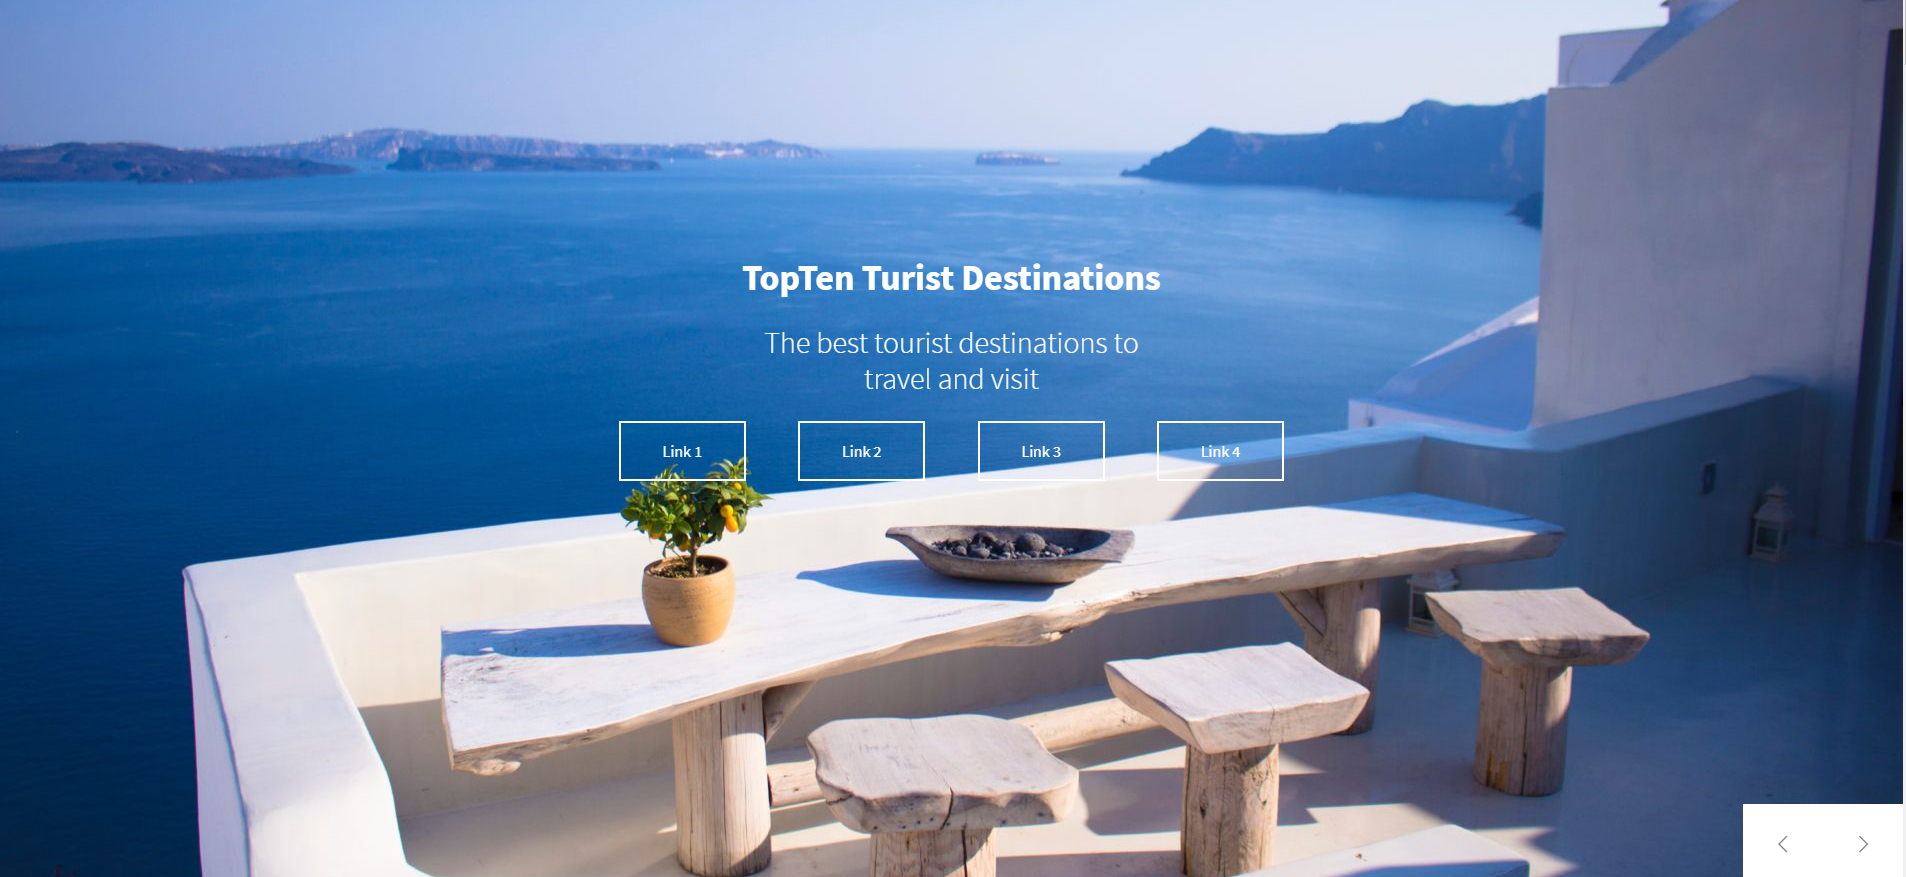 TopTen Turist Destinations
The best tourist destinations to
travel and visit
Link 1
Link 2
Link 3
Link 4